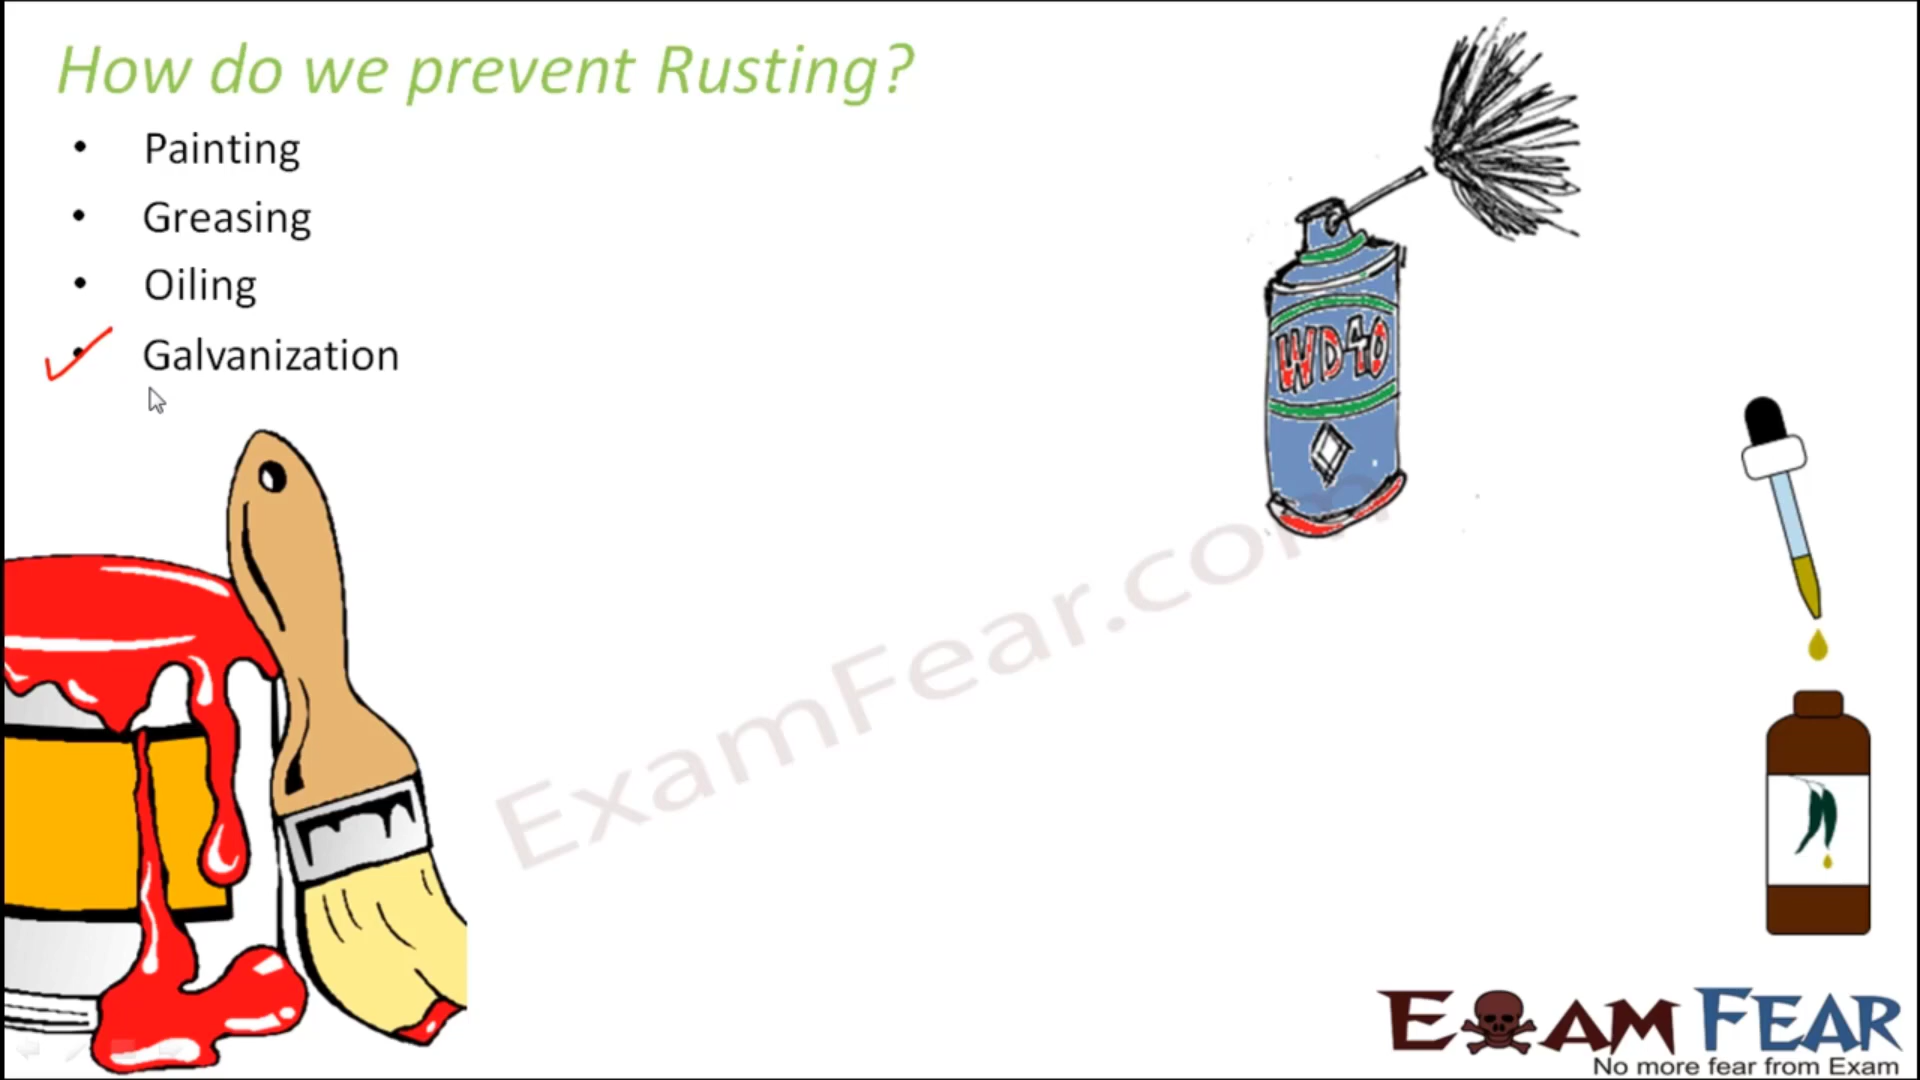 How do we prevent Rusting?
• Painting
• Greasing
• Oiling
• Galvanization
WD40
ExamFear.com
EXAM FEAR
No more fear from Exam